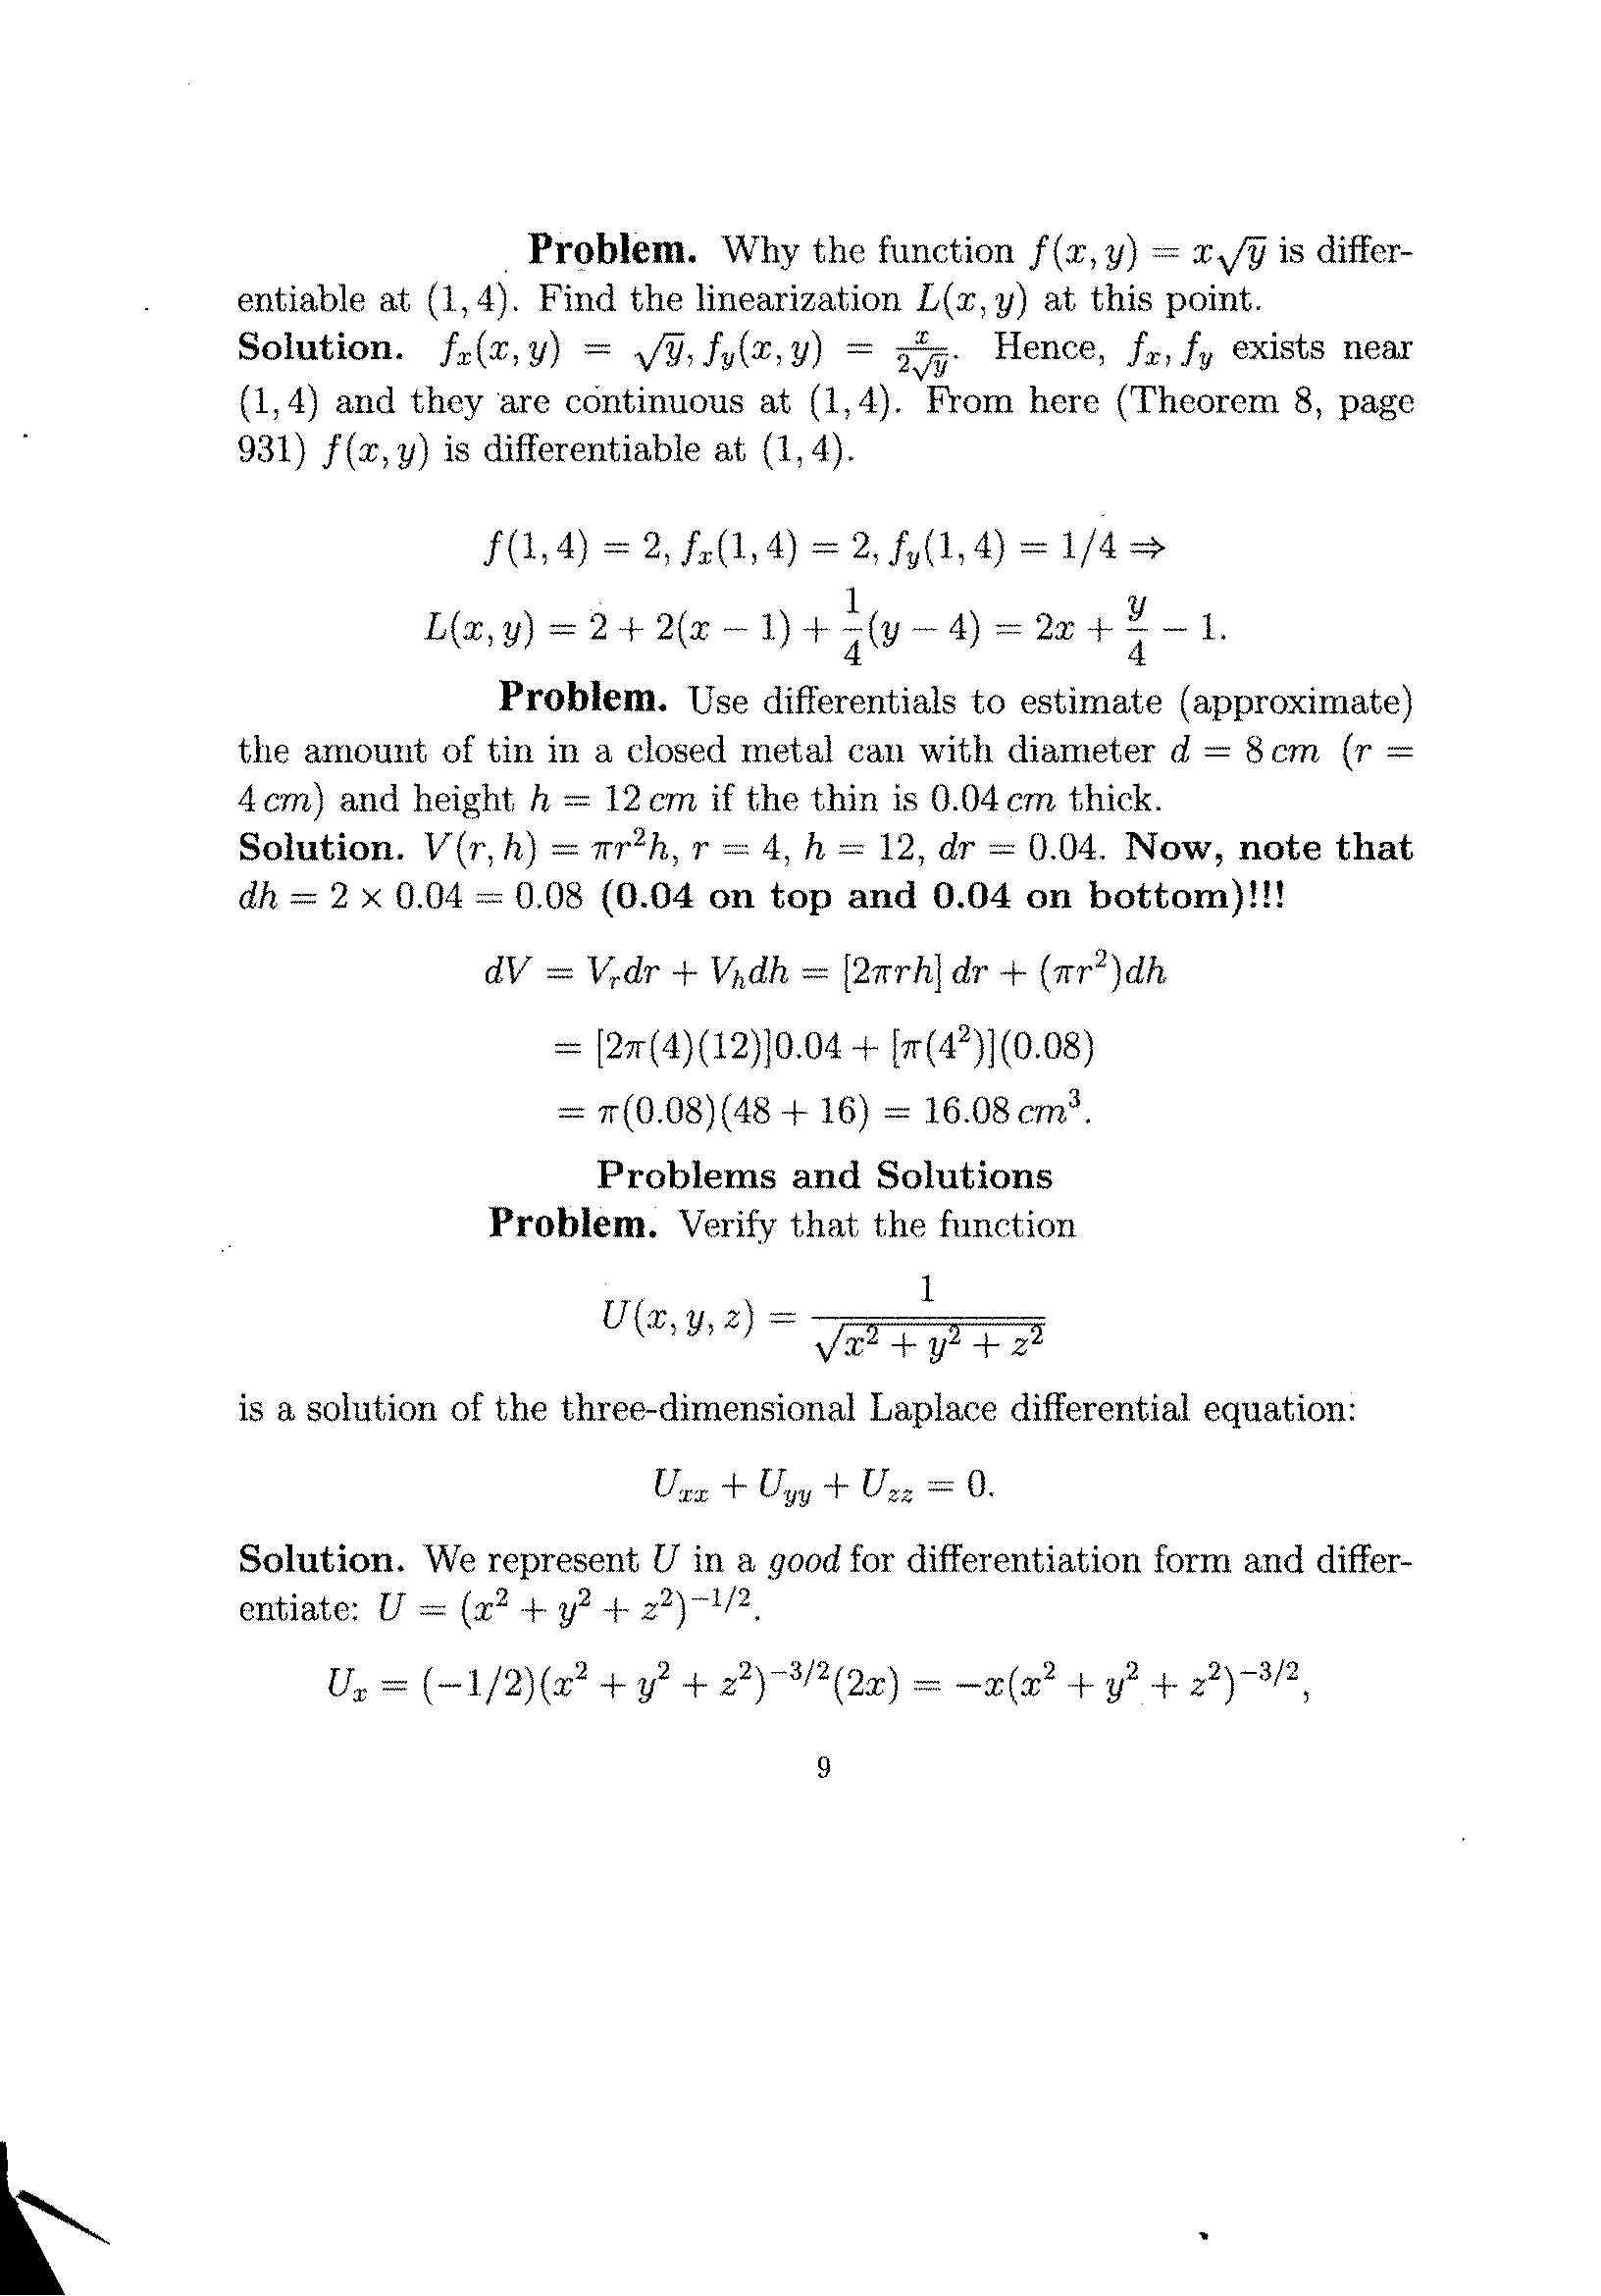 Problem. Why the function f(x, y) = x√y is differ-
entiable at (1, 4). Find the linearization L(x, y) at this point.
Solution. fₓ(x, y) = √y, f_y(x, y) = x/(2√y). Hence, fₓ, f_y exists near
(1, 4) and they are continuous at (1, 4). From here (Theorem 8, page
931) f(x, y) is differentiable at (1, 4).
f(1, 4) = 2, fₓ(1, 4) = 2, f_y(1, 4) = 1/4 ⇒
L(x, y) = 2 + 2(x − 1) + 1/4(y − 4) = 2x + y/4 − 1.
Problem. Use differentials to estimate (approximate)
the amount of tin in a closed metal can with diameter d = 8 cm (r =
4 cm) and height h = 12 cm if the thin is 0.04 cm thick.
Solution. V(r, h) = πr²h, r = 4, h = 12, dr = 0.04. Now, note that
dh = 2 × 0.04 = 0.08 (0.04 on top and 0.04 on bottom)!!!
dV = V_r dr + V_h dh = [2πrh] dr + (πr²)dh
= [2π(4)(12)]0.04 + [π(4²)](0.08)
= π(0.08)(48 + 16) = 16.08 cm³.
Problems and Solutions
Problem. Verify that the function
U(x, y, z) = 1/√(x² + y² + z²)
is a solution of the three-dimensional Laplace differential equation:
U_xx + U_yy + U_zz = 0.
Solution. We represent U in a good for differentiation form and differ-
entiate: U = (x² + y² + z²)^(−1/2).
Uₓ = (−1/2)(x² + y² + z²)^(−3/2)(2x) = −x(x² + y² + z²)^(−3/2),
9